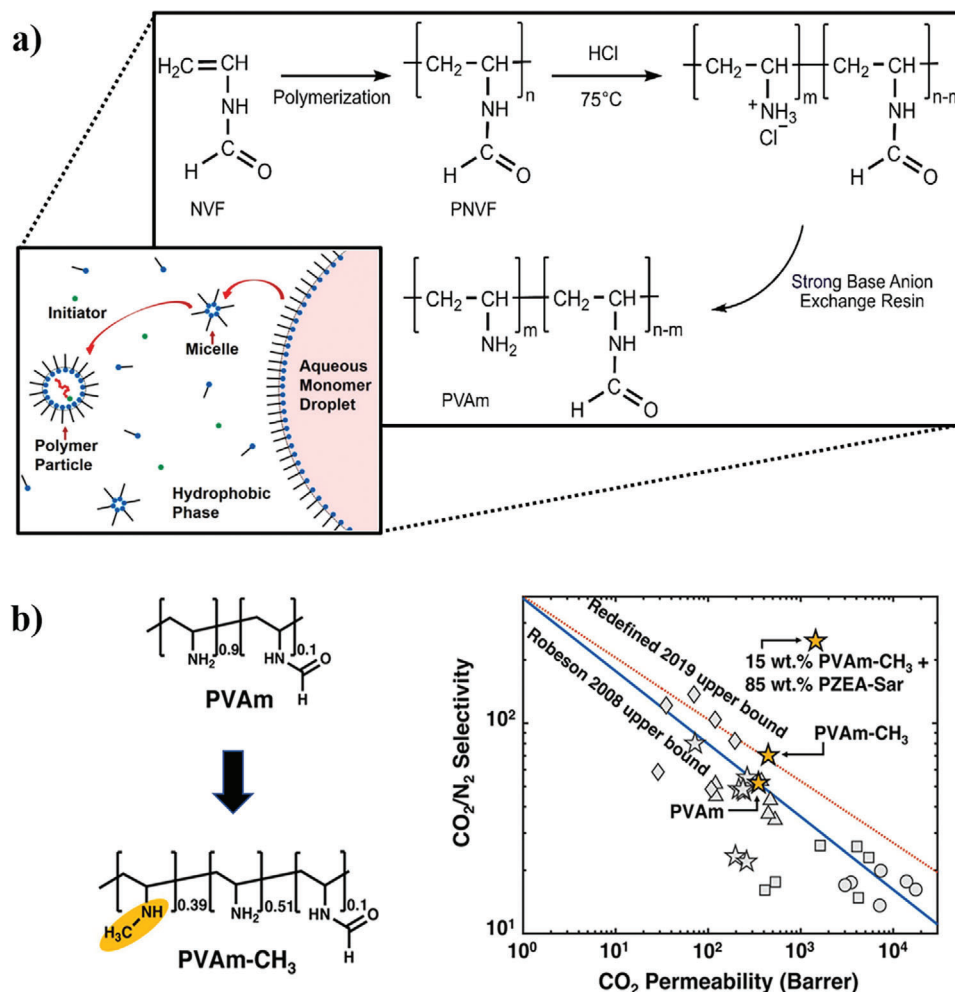 a)
H₂C=CH
NH
H
C
O
NVF
Polymerization
CH₂—CH
n
NH
H
C
O
PNVF
HCl
75°C
CH₂—CH
m
+
NH₃
Cl⁻
CH₂—CH
n-m
NH
H
C
O
Strong Base Anion
Exchange Resin
CH₂—CH
m
NH₂
CH₂—CH
n-m
NH
H
C
O
PVAm
Initiator
Micelle
Aqueous
Monomer
Droplet
Polymer
Particle
Hydrophobic
Phase
b)
NH₂
0.9
HN
0.1
O
H
PVAm
H₃C
NH
0.39
NH₂
0.51
HN
0.1
O
H
PVAm-CH₃
CO₂/N₂ Selectivity
10²
10¹
Redefined 2019 upper bound
Robeson 2008 upper bound
15 wt.% PVAm-CH₃ +
85 wt.% PZEA-Sar
PVAm-CH₃
PVAm
10⁰ 10¹ 10² 10³ 10⁴
CO₂ Permeability (Barrer)